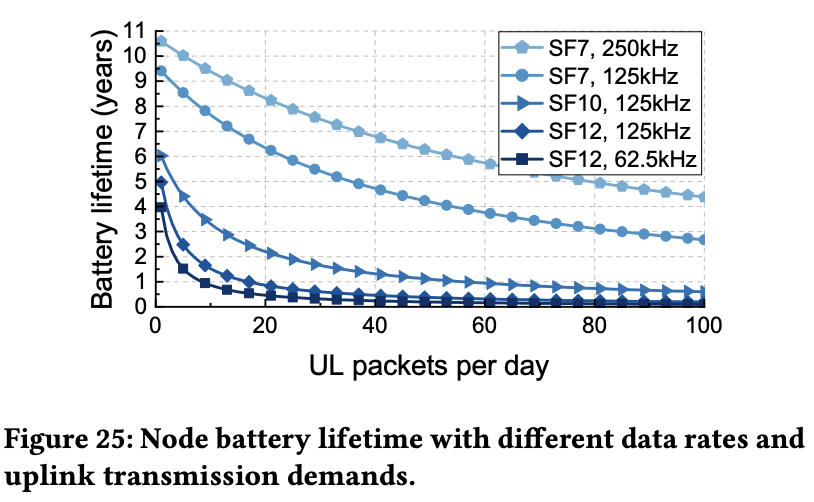 11
10
9
8
7
6
5
4
3
2
1
0
Battery lifetime (years)
SF7, 250kHz
SF7, 125kHz
SF10, 125kHz
SF12, 125kHz
SF12, 62.5kHz
0 20 40 60 80 100
UL packets per day
Figure 25: Node battery lifetime with different data rates and
uplink transmission demands.